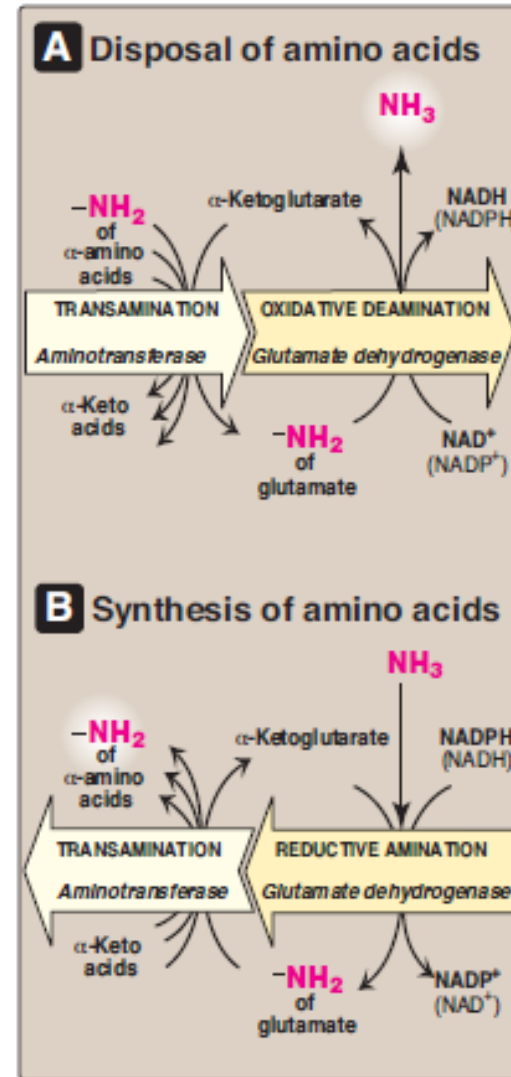 A Disposal of amino acids
NH3
–NH2
of
α-amino
acids
α-Ketoglutarate
NADH
(NADPH
TRANSAMINATION
Aminotransferase
OXIDATIVE DEAMINATION
Glutamate dehydrogenase
α-Keto
acids
–NH2
of
glutamate
NAD+
(NADP+)
B Synthesis of amino acids
NH3
–NH2
of
α-amino
acids
α-Ketoglutarate
NADPH
(NADH)
TRANSAMINATION
Aminotransferase
REDUCTIVE AMINATION
Glutamate dehydrogenase
α-Keto
acids
–NH2
of
glutamate
NADP+
(NAD+)